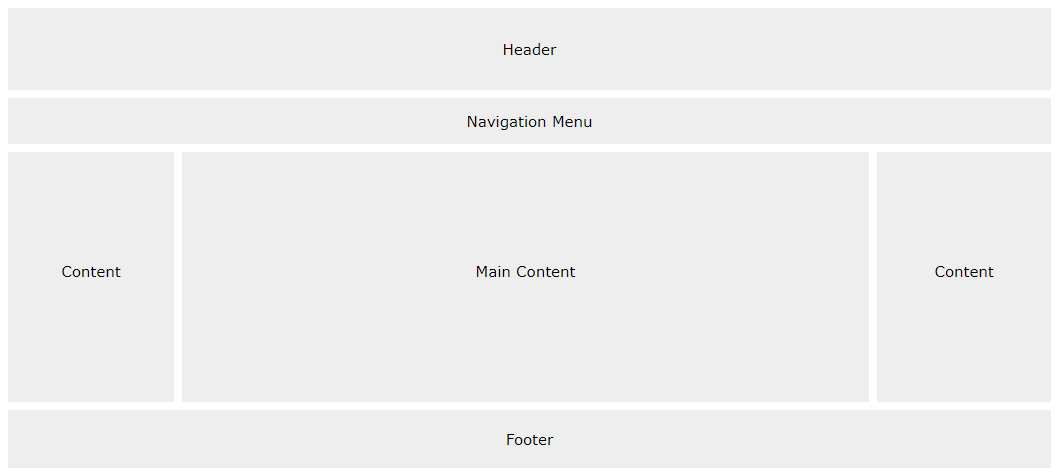 Header
Navigation Menu
Content
Main Content
Content
Footer